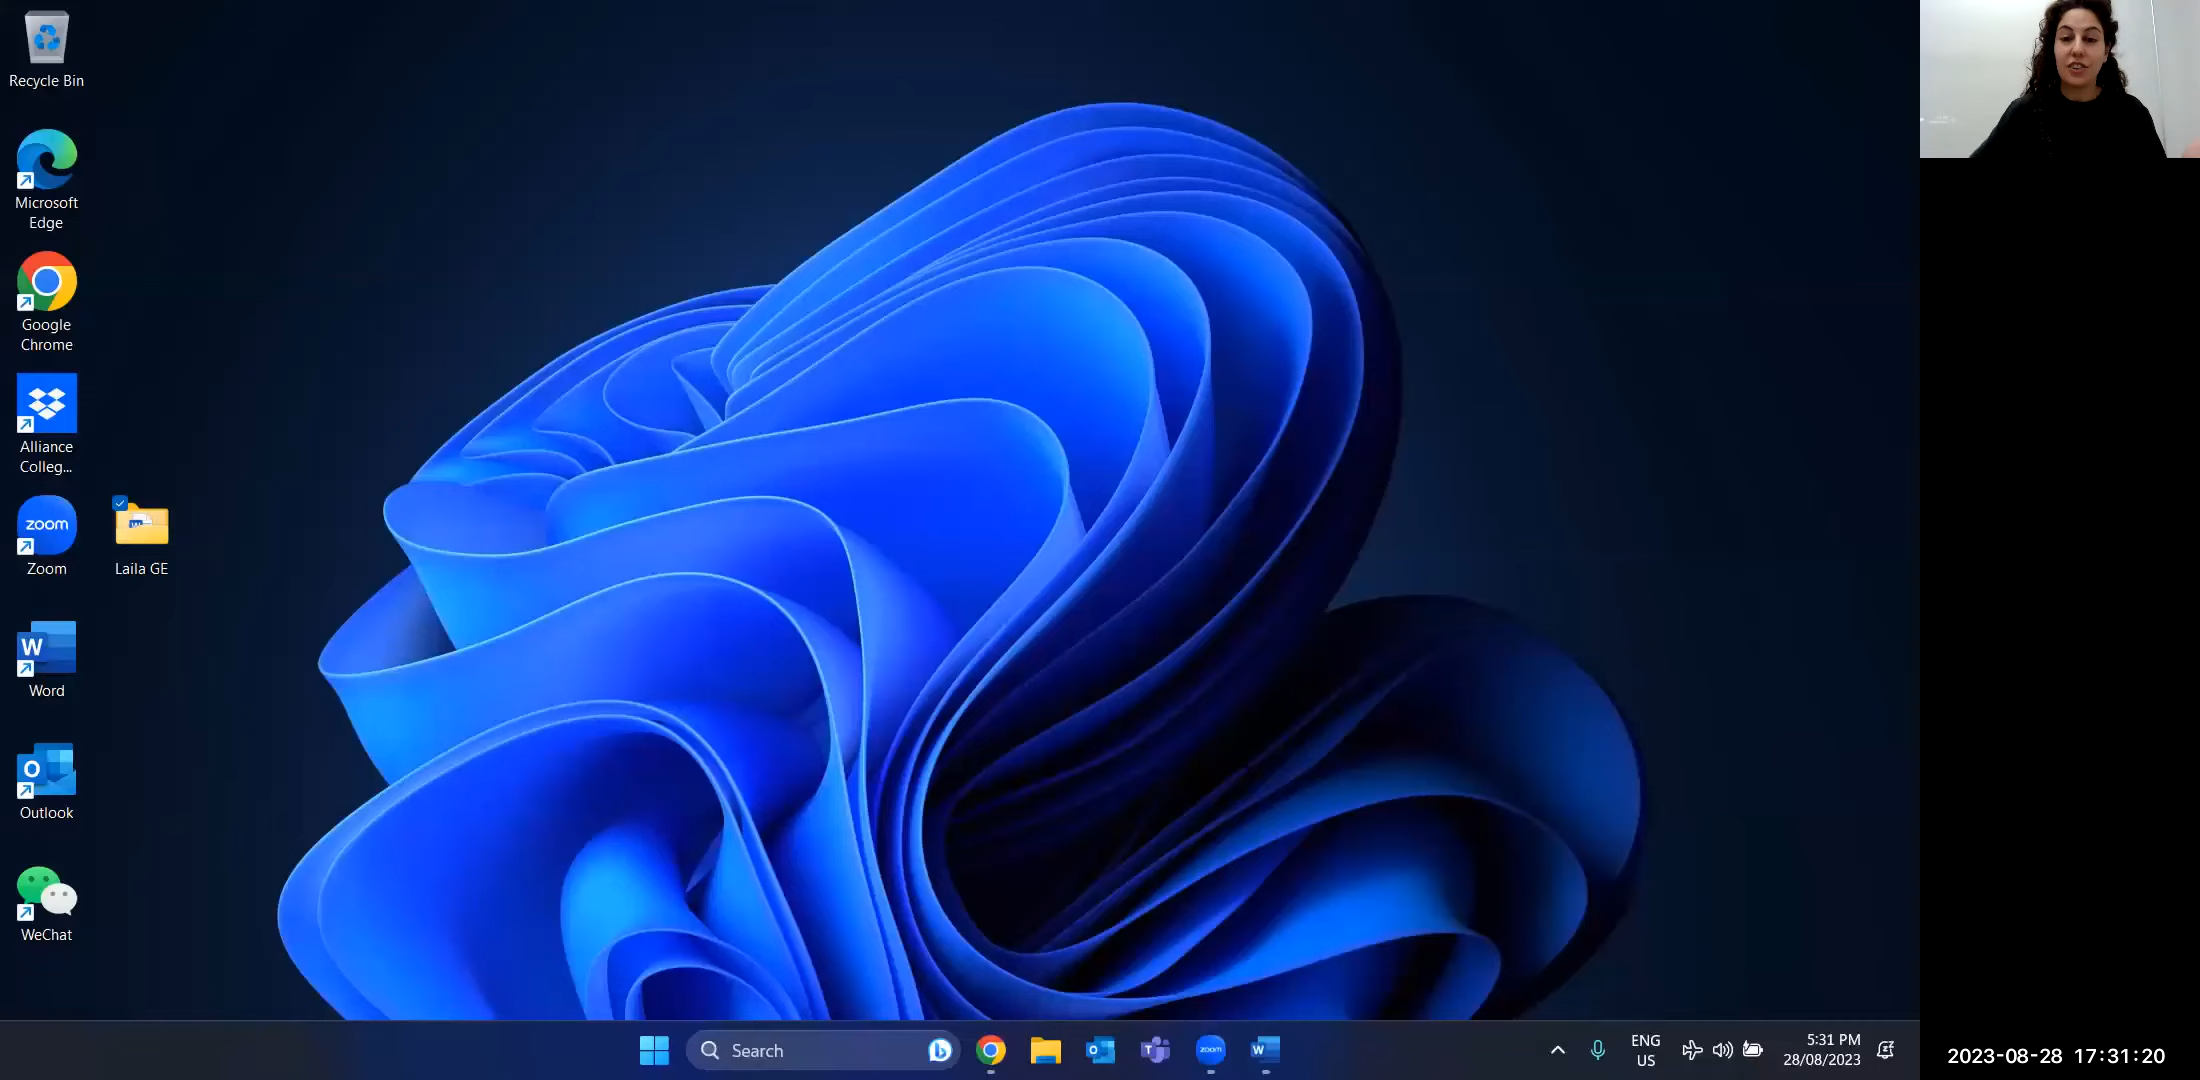 Recycle Bin
Microsoft
Edge
Google
Chrome
Alliance
Colleg...
zoom
Zoom
Laila GE
W
Word
O
Outlook
WeChat
Search
zoom
W
ENG
US
5:31 PM
28/08/2023
2023-08-28 17:31:20